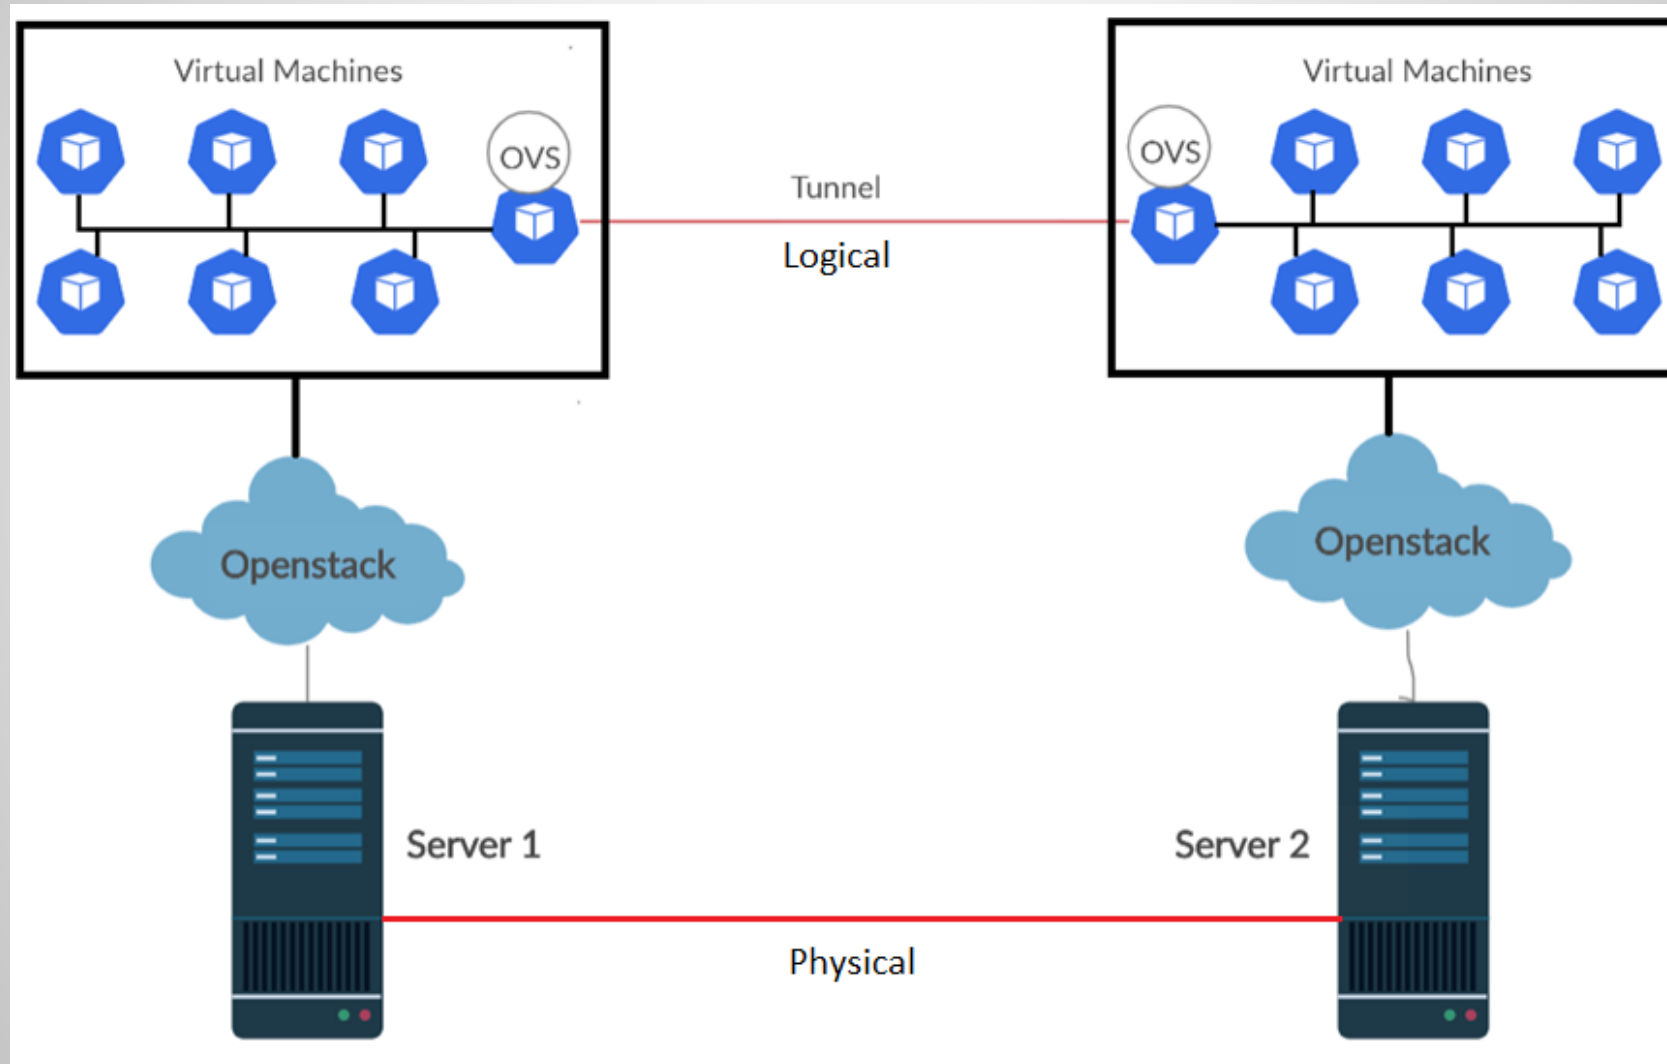 Virtual Machines
Virtual Machines
OVS
OVS
Tunnel
Logical
Openstack
Openstack
Server 1
Server 2
Physical